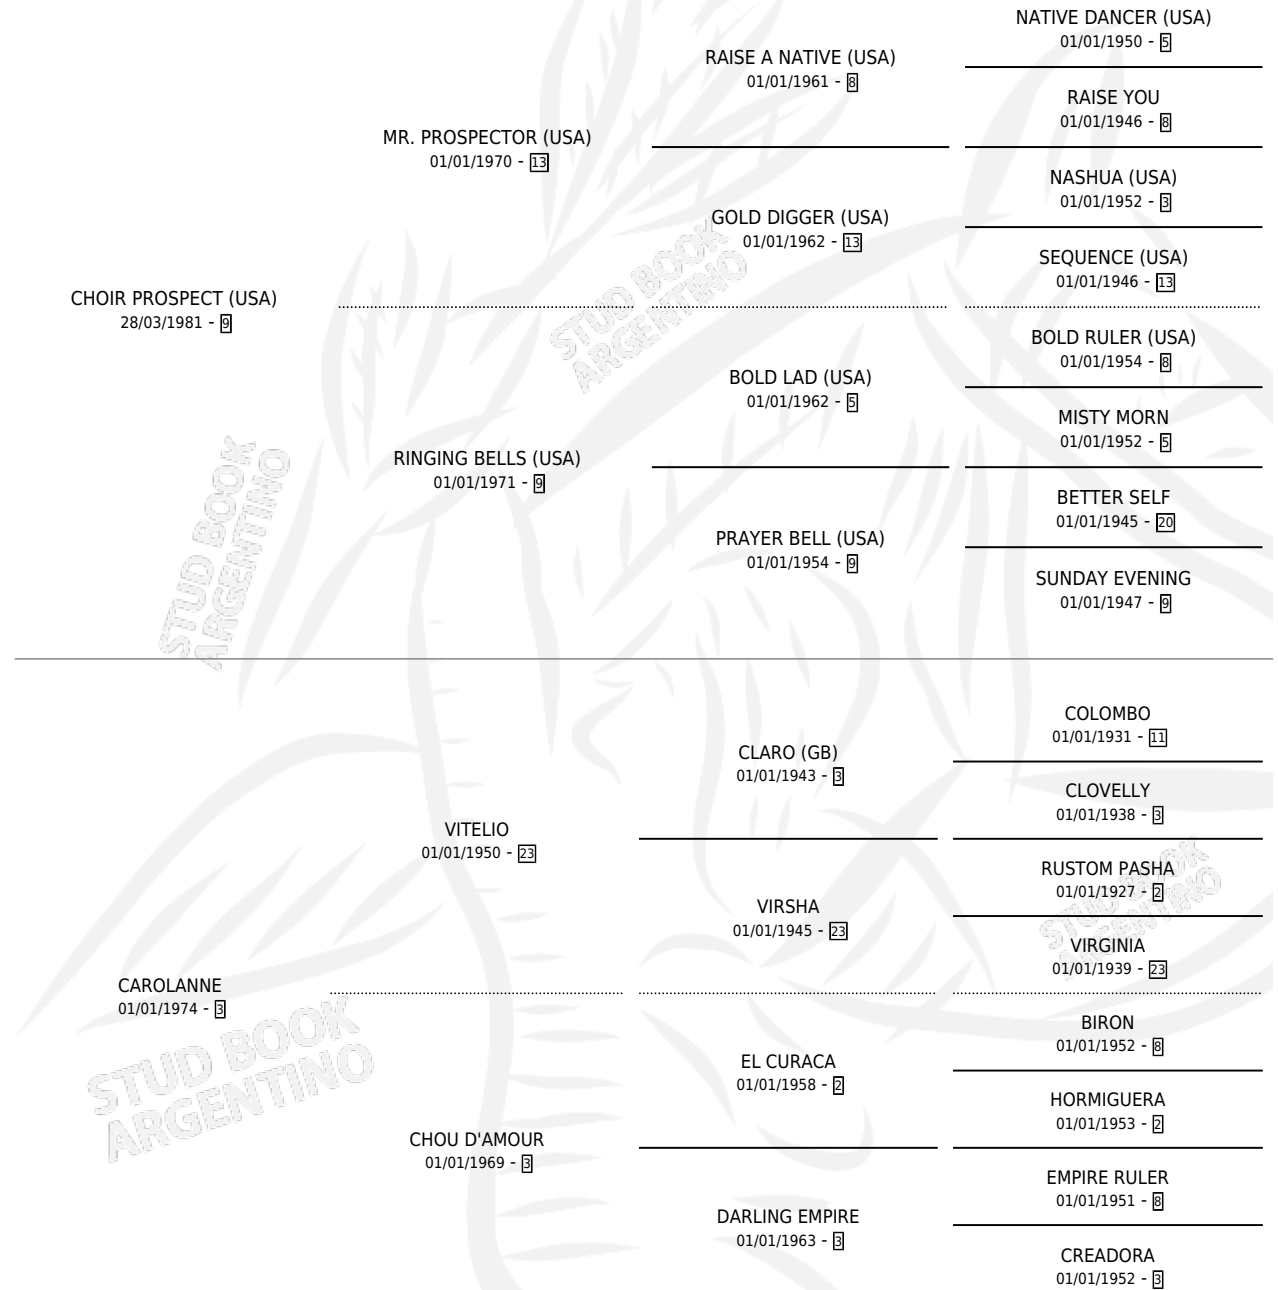 NATIVE DANCER (USA)
01/01/1950 - 5
RAISE A NATIVE (USA)
01/01/1961 - 8
RAISE YOU
01/01/1946 - 8
MR. PROSPECTOR (USA)
01/01/1970 - 13
NASHUA (USA)
01/01/1952 - 3
GOLD DIGGER (USA)
01/01/1962 - 13
SEQUENCE (USA)
01/01/1946 - 13
CHOIR PROSPECT (USA)
28/03/1981 - 9
STUD BOOK
ARGENTINO
BOLD RULER (USA)
01/01/1954 - 8
BOLD LAD (USA)
01/01/1962 - 5
MISTY MORN
01/01/1952 - 5
RINGING BELLS (USA)
01/01/1971 - 9
BETTER SELF
01/01/1945 - 20
PRAYER BELL (USA)
01/01/1954 - 9
SUNDAY EVENING
01/01/1947 - 9
STUD BOOK
ARGENTINO
COLOMBO
01/01/1931 - 11
CLARO (GB)
01/01/1943 - 3
CLOVELLY
01/01/1938 - 3
VITELIO
01/01/1950 - 23
RUSTOM PASHA
01/01/1927 - 2
VIRSHA
01/01/1945 - 23
VIRGINIA
01/01/1939 - 23
STUD BOOK
ARGENTINO
CAROLANNE
01/01/1974 - 3
BIRON
01/01/1952 - 8
EL CURACA
01/01/1958 - 2
HORMIGUERA
01/01/1953 - 2
STUD BOOK
ARGENTINO
CHOU D'AMOUR
01/01/1969 - 3
EMPIRE RULER
01/01/1951 - 8
DARLING EMPIRE
01/01/1963 - 3
CREADORA
01/01/1952 - 3